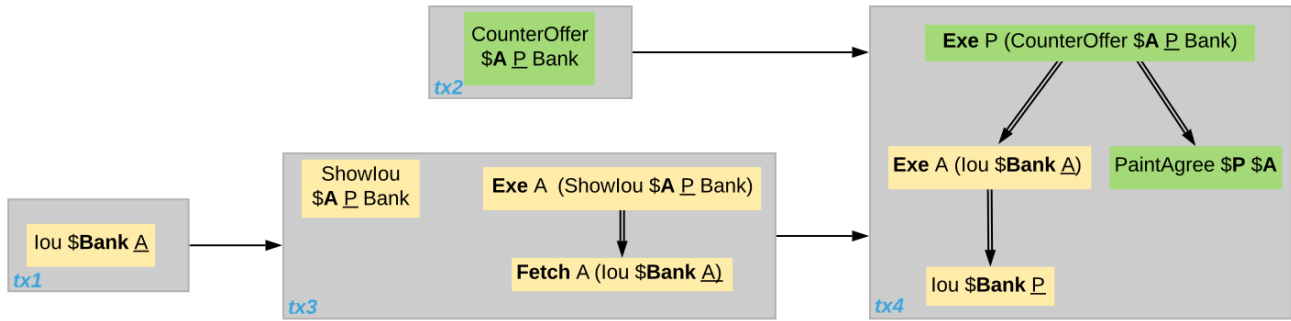 CounterOffer
$A P Bank
tx2
Exe P (CounterOffer $A P Bank)
Exe A (Iou $Bank A)
PaintAgree $P $A
Iou $Bank P
tx4
ShowIou
$A P Bank
Exe A (ShowIou $A P Bank)
Fetch A (Iou $Bank A)
tx3
Iou $Bank A
tx1